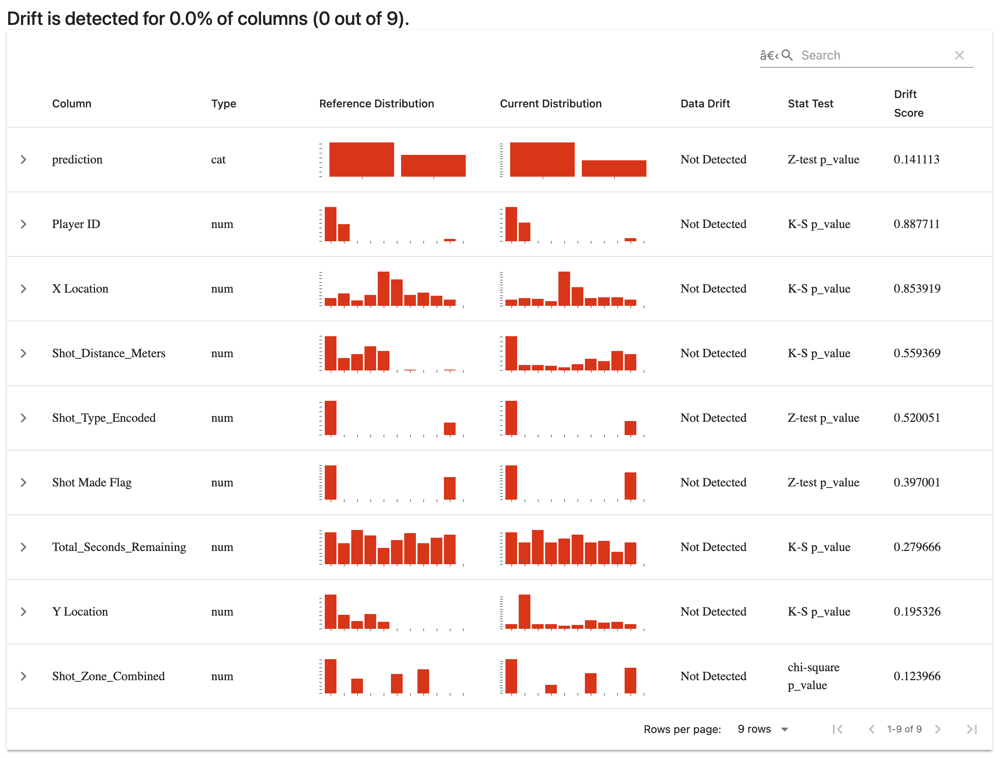 Drift is detected for 0.0% of columns (0 out of 9).
â€‹ Search
Column Type Reference Distribution Current Distribution Data Drift Stat Test Drift Score
prediction cat Not Detected Z-test p_value 0.141113
Player ID num Not Detected K-S p_value 0.887711
X Location num Not Detected K-S p_value 0.853919
Shot_Distance_Meters num Not Detected K-S p_value 0.559369
Shot_Type_Encoded num Not Detected Z-test p_value 0.520051
Shot Made Flag num Not Detected Z-test p_value 0.397001
Total_Seconds_Remaining num Not Detected K-S p_value 0.279666
Y Location num Not Detected K-S p_value 0.195326
Shot_Zone_Combined num Not Detected chi-square p_value 0.123966
Rows per page: 9 rows 1-9 of 9